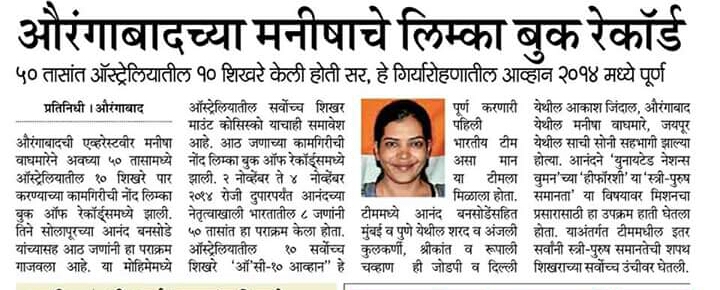 औरंगाबादच्या मनीषाचे लिम्का बुक रेकॉर्ड
५० तासांत ऑस्ट्रेलियातील १० शिखरे केली होती सर, हे गिर्यारोहणातील आव्हान २०१४ मध्ये पूर्ण
प्रतिनिधी । औरंगाबाद
औरंगाबादची एव्हरेस्टवीर मनीषा
वाघमारेने अवघ्या ५० तासामध्ये
ऑस्ट्रेलियातील १० शिखरे पार
करण्याच्या कामगिरीची नोंद लिम्का
बुक ऑफ रेकॉर्ड्समध्ये झाली.
तिने सोलापूरच्या आनंद बनसोडे
यांच्यासह आठ जणांनी हा पराक्रम
गाजवला आहे. या मोहिमेमध्ये
ऑस्ट्रेलियातील सर्वोच्च शिखर
माउंट कोसिस्को याचाही समावेश
आहे. आठ जणाच्या कामगिरीची
नोंद लिम्का बुक ऑफ रेकॉर्ड्समध्ये
झाली. २ नोव्हेंबर ते ४ नोव्हेंबर
२०१४ रोजी दुपारपर्यंत आनंदच्या
नेतृत्वाखाली भारतातील ८ जणांनी
५० तासांत हा पराक्रम केला होता.
ऑस्ट्रेलियातील १० सर्वोच्च
शिखरे 'ऑ'सी-१० आव्हान'' हे
पूर्ण करणारी
पहिली
भारतीय टीम
असा मान
या टीमला
मिळाला होता.
टीममध्ये आनंद बनसोडेंसहित
मुंबई व पुणे येथील शरद व अंजली
कुलकर्णी, श्रीकांत व रूपाली
चव्हाण ही जोडपी व दिल्ली
येथील आकाश जिंदाल, औरंगाबाद
येथील मनीषा वाघमारे, जयपूर
येथील साची सोनी सहभागी झाल्या
होत्या. आनंदने 'युनायटेड नेशन्स
वुमन'च्या 'हीफॉरशी' या 'स्त्री-पुरुष
समानता' या विषयावर मिशनचा
प्रसारासाठी हा उपक्रम हाती घेतला
होता. याअंतर्गत टीममधील इतर
सर्वांनी स्त्री-पुरुष समानतेची शपथ
शिखराच्या सर्वोच्च उंचीवर घेतली.